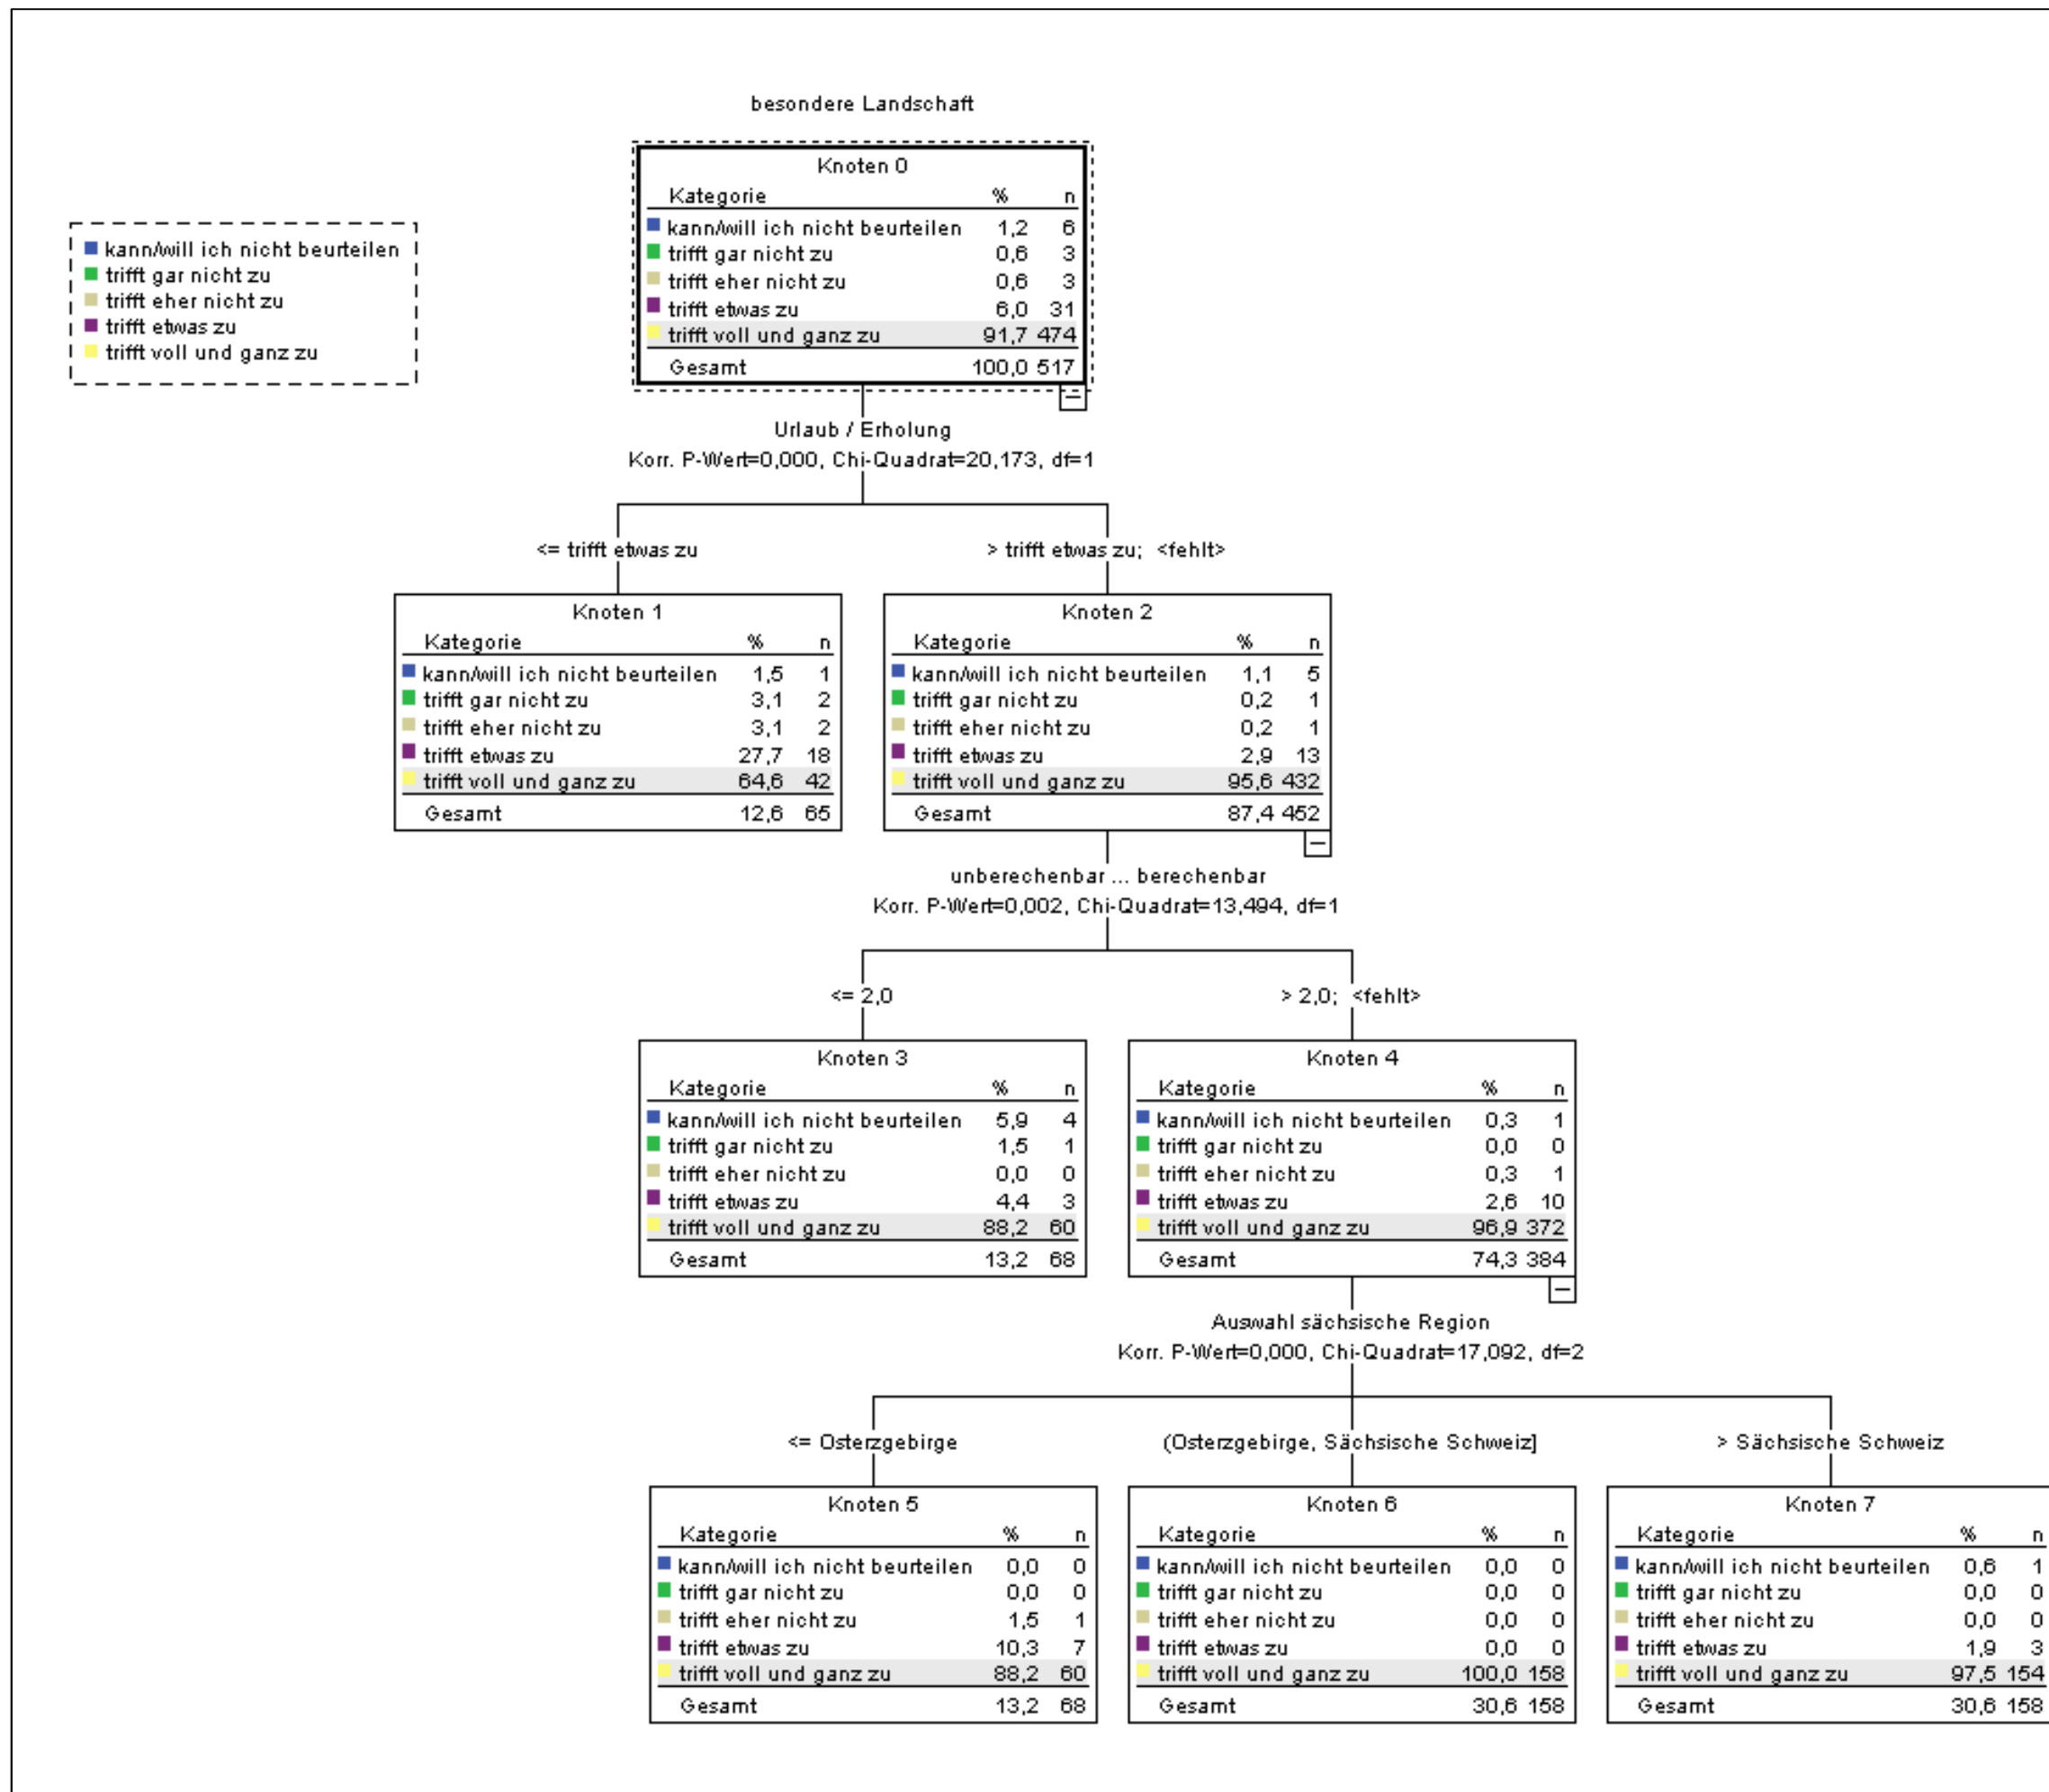 besondere Landschaft
kann/will ich nicht beurteilen
trifft gar nicht zu
trifft eher nicht zu
trifft etwas zu
trifft voll und ganz zu
Knoten 0
Kategorie % n
kann/will ich nicht beurteilen 1,2 6
trifft gar nicht zu 0,6 3
trifft eher nicht zu 0,6 3
trifft etwas zu 6,0 31
trifft voll und ganz zu 91,7 474
Gesamt 100,0 517
Urlaub / Erholung
Korr. P-Wert=0,000, Chi-Quadrat=20,173, df=1
<= trifft etwas zu
> trifft etwas zu; <fehlt>
Knoten 1
Kategorie % n
kann/will ich nicht beurteilen 1,5 1
trifft gar nicht zu 3,1 2
trifft eher nicht zu 3,1 2
trifft etwas zu 27,7 18
trifft voll und ganz zu 64,6 42
Gesamt 12,6 65
Knoten 2
Kategorie % n
kann/will ich nicht beurteilen 1,1 5
trifft gar nicht zu 0,2 1
trifft eher nicht zu 0,2 1
trifft etwas zu 2,9 13
trifft voll und ganz zu 95,6 432
Gesamt 87,4 452
unberechenbar ... berechenbar
Korr. P-Wert=0,002, Chi-Quadrat=13,494, df=1
<= 2,0
> 2,0; <fehlt>
Knoten 3
Kategorie % n
kann/will ich nicht beurteilen 5,9 4
trifft gar nicht zu 1,5 1
trifft eher nicht zu 0,0 0
trifft etwas zu 4,4 3
trifft voll und ganz zu 88,2 60
Gesamt 13,2 68
Knoten 4
Kategorie % n
kann/will ich nicht beurteilen 0,3 1
trifft gar nicht zu 0,0 0
trifft eher nicht zu 0,3 1
trifft etwas zu 2,6 10
trifft voll und ganz zu 96,9 372
Gesamt 74,3 384
Auswahl sächsische Region
Korr. P-Wert=0,000, Chi-Quadrat=17,092, df=2
<= Osterzgebirge
(Osterzgebirge, Sächsische Schweiz]
> Sächsische Schweiz
Knoten 5
Kategorie % n
kann/will ich nicht beurteilen 0,0 0
trifft gar nicht zu 0,0 0
trifft eher nicht zu 1,5 1
trifft etwas zu 10,3 7
trifft voll und ganz zu 88,2 60
Gesamt 13,2 68
Knoten 6
Kategorie % n
kann/will ich nicht beurteilen 0,0 0
trifft gar nicht zu 0,0 0
trifft eher nicht zu 0,0 0
trifft etwas zu 0,0 0
trifft voll und ganz zu 100,0 158
Gesamt 30,6 158
Knoten 7
Kategorie % n
kann/will ich nicht beurteilen 0,6 1
trifft gar nicht zu 0,0 0
trifft eher nicht zu 0,0 0
trifft etwas zu 1,9 3
trifft voll und ganz zu 97,5 154
Gesamt 30,6 158